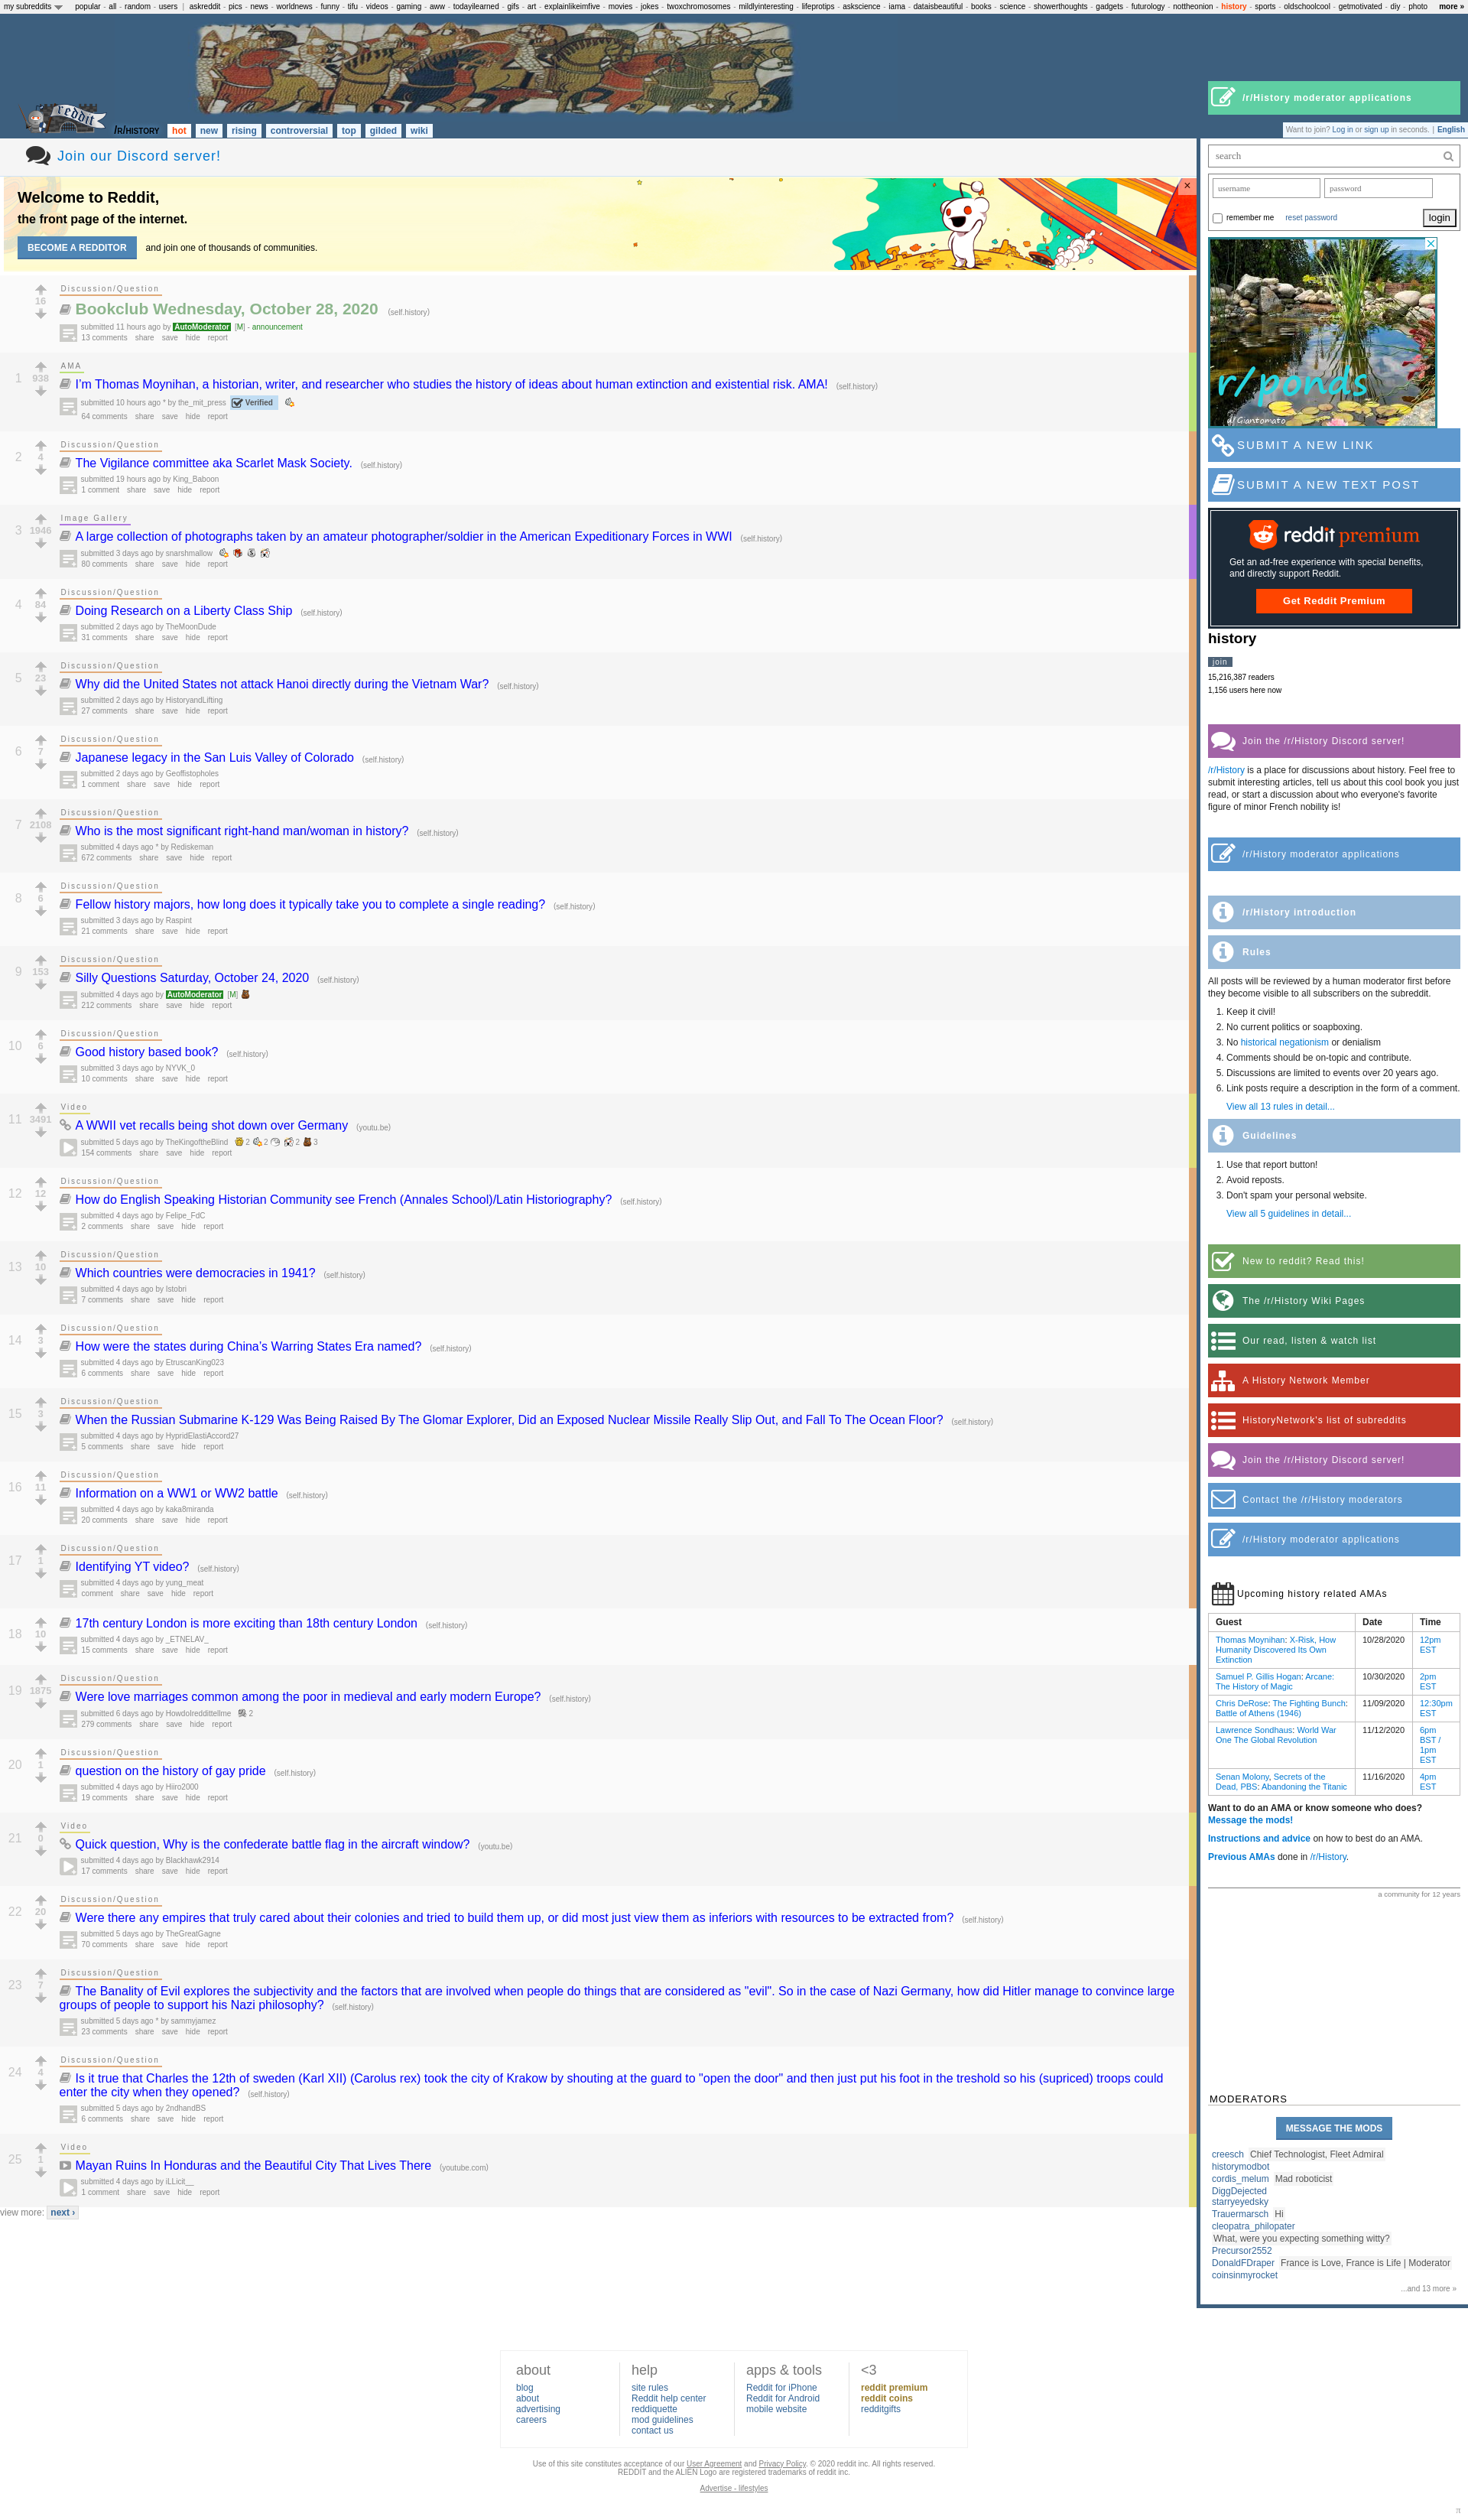 my subreddits popular - all - random - users | askreddit - pics - news - worldnews - funny - tifu - videos - gaming - aww - todayilearned - gifs - art - explainlikeimfive - movies - jokes - twoxchromosomes - mildlyinteresting - lifeprotips - askscience - iama - dataisbeautiful - books - science - showerthoughts - gadgets - futurology - nottheonion - history - sports - oldschoolcool - getmotivated - diy - photo more »
reddit
/r/HISTORY hot new rising controversial top gilded wiki
/r/History moderator applications
Want to join? Log in or sign up in seconds. | English
Join our Discord server!
Welcome to Reddit,
the front page of the internet.
BECOME A REDDITOR and join one of thousands of communities.
×
Discussion/Question
16
Bookclub Wednesday, October 28, 2020 (self.history)
submitted 11 hours ago by AutoModerator [M] - announcement
13 comments share save hide report
AMA
1 938
I'm Thomas Moynihan, a historian, writer, and researcher who studies the history of ideas about human extinction and existential risk. AMA! (self.history)
submitted 10 hours ago * by the_mit_press Verified
64 comments share save hide report
Discussion/Question
2 4
The Vigilance committee aka Scarlet Mask Society. (self.history)
submitted 19 hours ago by King_Baboon
1 comment share save hide report
Image Gallery
3 1946
A large collection of photographs taken by an amateur photographer/soldier in the American Expeditionary Forces in WWI (self.history)
submitted 3 days ago by snarshmallow
80 comments share save hide report
Discussion/Question
4 84
Doing Research on a Liberty Class Ship (self.history)
submitted 2 days ago by TheMoonDude
31 comments share save hide report
Discussion/Question
5 23
Why did the United States not attack Hanoi directly during the Vietnam War? (self.history)
submitted 2 days ago by HistoryandLifting
27 comments share save hide report
Discussion/Question
6 7
Japanese legacy in the San Luis Valley of Colorado (self.history)
submitted 2 days ago by Geoffistopholes
1 comment share save hide report
Discussion/Question
7 2108
Who is the most significant right-hand man/woman in history? (self.history)
submitted 4 days ago * by Rediskeman
672 comments share save hide report
Discussion/Question
8 6
Fellow history majors, how long does it typically take you to complete a single reading? (self.history)
submitted 3 days ago by Raspint
21 comments share save hide report
Discussion/Question
9 153
Silly Questions Saturday, October 24, 2020 (self.history)
submitted 4 days ago by AutoModerator [M]
212 comments share save hide report
Discussion/Question
10 6
Good history based book? (self.history)
submitted 3 days ago by NYVK_0
10 comments share save hide report
Video
11 3491
A WWII vet recalls being shot down over Germany (youtu.be)
submitted 5 days ago by TheKingoftheBlind 2 2 2 3
154 comments share save hide report
Discussion/Question
12 12
How do English Speaking Historian Community see French (Annales School)/Latin Historiography? (self.history)
submitted 4 days ago by Felipe_FdC
2 comments share save hide report
Discussion/Question
13 10
Which countries were democracies in 1941? (self.history)
submitted 4 days ago by Istobri
7 comments share save hide report
Discussion/Question
14 3
How were the states during China's Warring States Era named? (self.history)
submitted 4 days ago by EtruscanKing023
6 comments share save hide report
Discussion/Question
15 3
When the Russian Submarine K-129 Was Being Raised By The Glomar Explorer, Did an Exposed Nuclear Missile Really Slip Out, and Fall To The Ocean Floor? (self.history)
submitted 4 days ago by HypridElastiAccord27
5 comments share save hide report
Discussion/Question
16 11
Information on a WW1 or WW2 battle (self.history)
submitted 4 days ago by kaka8miranda
20 comments share save hide report
Discussion/Question
17 1
Identifying YT video? (self.history)
submitted 4 days ago by yung_meat
comment share save hide report
18 10
17th century London is more exciting than 18th century London (self.history)
submitted 4 days ago by _ETNELAV_
15 comments share save hide report
Discussion/Question
19 1875
Were love marriages common among the poor in medieval and early modern Europe? (self.history)
submitted 6 days ago by HowdoIreddittellme 2
279 comments share save hide report
Discussion/Question
20 1
question on the history of gay pride (self.history)
submitted 4 days ago by Hiiro2000
19 comments share save hide report
Video
21 0
Quick question, Why is the confederate battle flag in the aircraft window? (youtu.be)
submitted 4 days ago by Blackhawk2914
17 comments share save hide report
Discussion/Question
22 20
Were there any empires that truly cared about their colonies and tried to build them up, or did most just view them as inferiors with resources to be extracted from? (self.history)
submitted 5 days ago by TheGreatGagne
70 comments share save hide report
Discussion/Question
23 7
The Banality of Evil explores the subjectivity and the factors that are involved when people do things that are considered as "evil". So in the case of Nazi Germany, how did Hitler manage to convince large
groups of people to support his Nazi philosophy? (self.history)
submitted 5 days ago * by sammyjamez
23 comments share save hide report
Discussion/Question
24 4
Is it true that Charles the 12th of sweden (Karl XII) (Carolus rex) took the city of Krakow by shouting at the guard to "open the door" and then just put his foot in the treshold so his (supriced) troops could
enter the city when they opened? (self.history)
submitted 5 days ago by 2ndhandBS
6 comments share save hide report
Video
25 1
Mayan Ruins In Honduras and the Beautiful City That Lives There (youtube.com)
submitted 4 days ago by iLLicit__
1 comment share save hide report
view more: next ›
search
username password
remember me reset password login
r/ponds
d/Giantomato
SUBMIT A NEW LINK
SUBMIT A NEW TEXT POST
reddit premium
Get an ad-free experience with special benefits,
and directly support Reddit.
Get Reddit Premium
history
join
15,216,387 readers
1,156 users here now
Join the /r/History Discord server!
/r/History is a place for discussions about history. Feel free to
submit interesting articles, tell us about this cool book you just
read, or start a discussion about who everyone's favorite
figure of minor French nobility is!
/r/History moderator applications
/r/History introduction
Rules
All posts will be reviewed by a human moderator first before
they become visible to all subscribers on the subreddit.
1. Keep it civil!
2. No current politics or soapboxing.
3. No historical negationism or denialism
4. Comments should be on-topic and contribute.
5. Discussions are limited to events over 20 years ago.
6. Link posts require a description in the form of a comment.
View all 13 rules in detail...
Guidelines
1. Use that report button!
2. Avoid reposts.
3. Don't spam your personal website.
View all 5 guidelines in detail...
New to reddit? Read this!
The /r/History Wiki Pages
Our read, listen & watch list
A History Network Member
HistoryNetwork's list of subreddits
Join the /r/History Discord server!
Contact the /r/History moderators
/r/History moderator applications
Upcoming history related AMAs
Guest Date Time
Thomas Moynihan: X-Risk, How Humanity Discovered Its Own Extinction 10/28/2020 12pm EST
Samuel P. Gillis Hogan: Arcane: The History of Magic 10/30/2020 2pm EST
Chris DeRose: The Fighting Bunch: Battle of Athens (1946) 11/09/2020 12:30pm EST
Lawrence Sondhaus: World War One The Global Revolution 11/12/2020 6pm BST / 1pm EST
Senan Molony, Secrets of the Dead, PBS: Abandoning the Titanic 11/16/2020 4pm EST
Want to do an AMA or know someone who does?
Message the mods!
Instructions and advice on how to best do an AMA.
Previous AMAs done in /r/History.
a community for 12 years
MODERATORS
MESSAGE THE MODS
creesch Chief Technologist, Fleet Admiral
historymodbot
cordis_melum Mad roboticist
DiggDejected
starryeyedsky
Trauermarsch Hi
cleopatra_philopater
What, were you expecting something witty?
Precursor2552
DonaldFDraper France is Love, France is Life | Moderator
coinsinmyrocket
...and 13 more »
about
blog
about
advertising
careers
help
site rules
Reddit help center
reddiquette
mod guidelines
contact us
apps & tools
Reddit for iPhone
Reddit for Android
mobile website
<3
reddit premium
reddit coins
redditgifts
Use of this site constitutes acceptance of our User Agreement and Privacy Policy. © 2020 reddit inc. All rights reserved.
REDDIT and the ALIEN Logo are registered trademarks of reddit inc.
Advertise - lifestyles
π